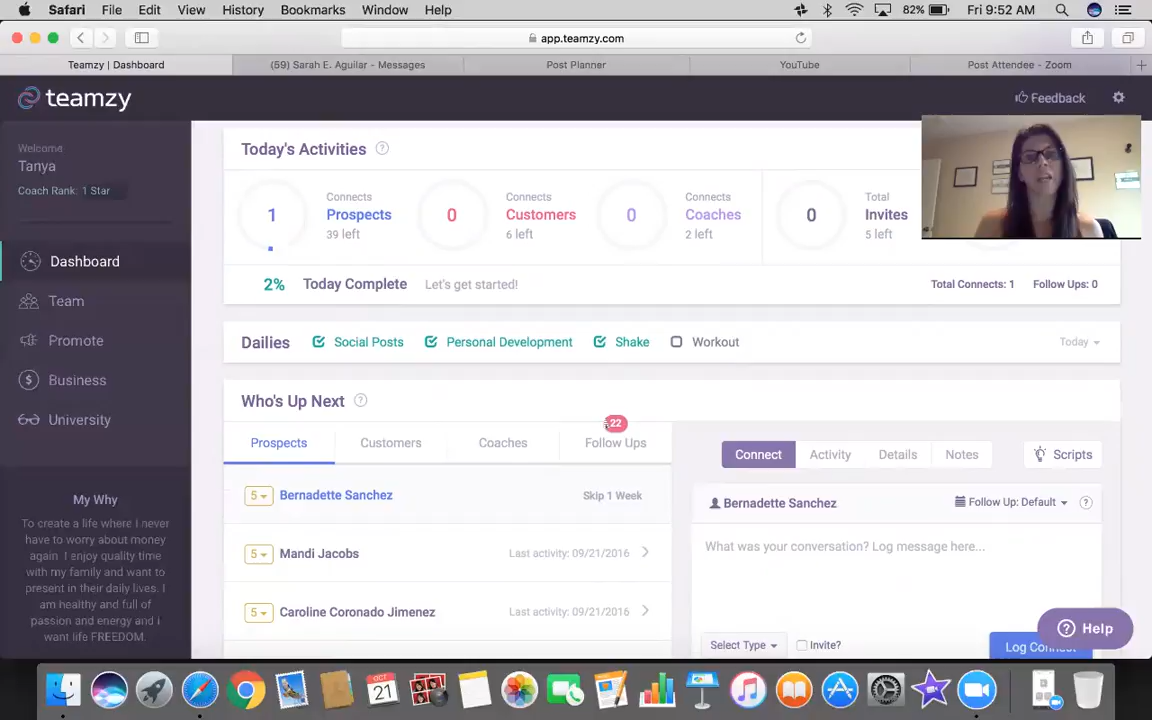 Safari File Edit View History Bookmarks Window Help 82% Fri 9:52 AM
app.teamzy.com
Teamzy | Dashboard (59) Sarah E. Aguilar - Messages Post Planner YouTube Post Attendee - Zoom
teamzy Feedback
Welcome
Tanya
Coach Rank: 1 Star
Dashboard
Team
Promote
Business
University
My Why
To create a life where I never
have to worry about money
again. I enjoy quality time
with my family and want to
present in their daily lives. I
am healthy and full of
passion and energy and I
want life FREEDOM.
Today's Activities ?
1 Connects Prospects 39 left
0 Connects Customers 6 left
0 Connects Coaches 2 left
0 Total Invites 5 left
2% Today Complete Let's get started! Total Connects: 1 Follow Ups: 0
Dailies Social Posts Personal Development Shake Workout Today
Who's Up Next ?
22
Prospects Customers Coaches Follow Ups
5 Bernadette Sanchez Skip 1 Week
5 Mandi Jacobs Last activity: 09/21/2016
5 Caroline Coronado Jimenez Last activity: 09/21/2016
Connect Activity Details Notes Scripts
Bernadette Sanchez Follow Up: Default ?
What was your conversation? Log message here...
Select Type Invite? Log Connect
? Help
OCT
21